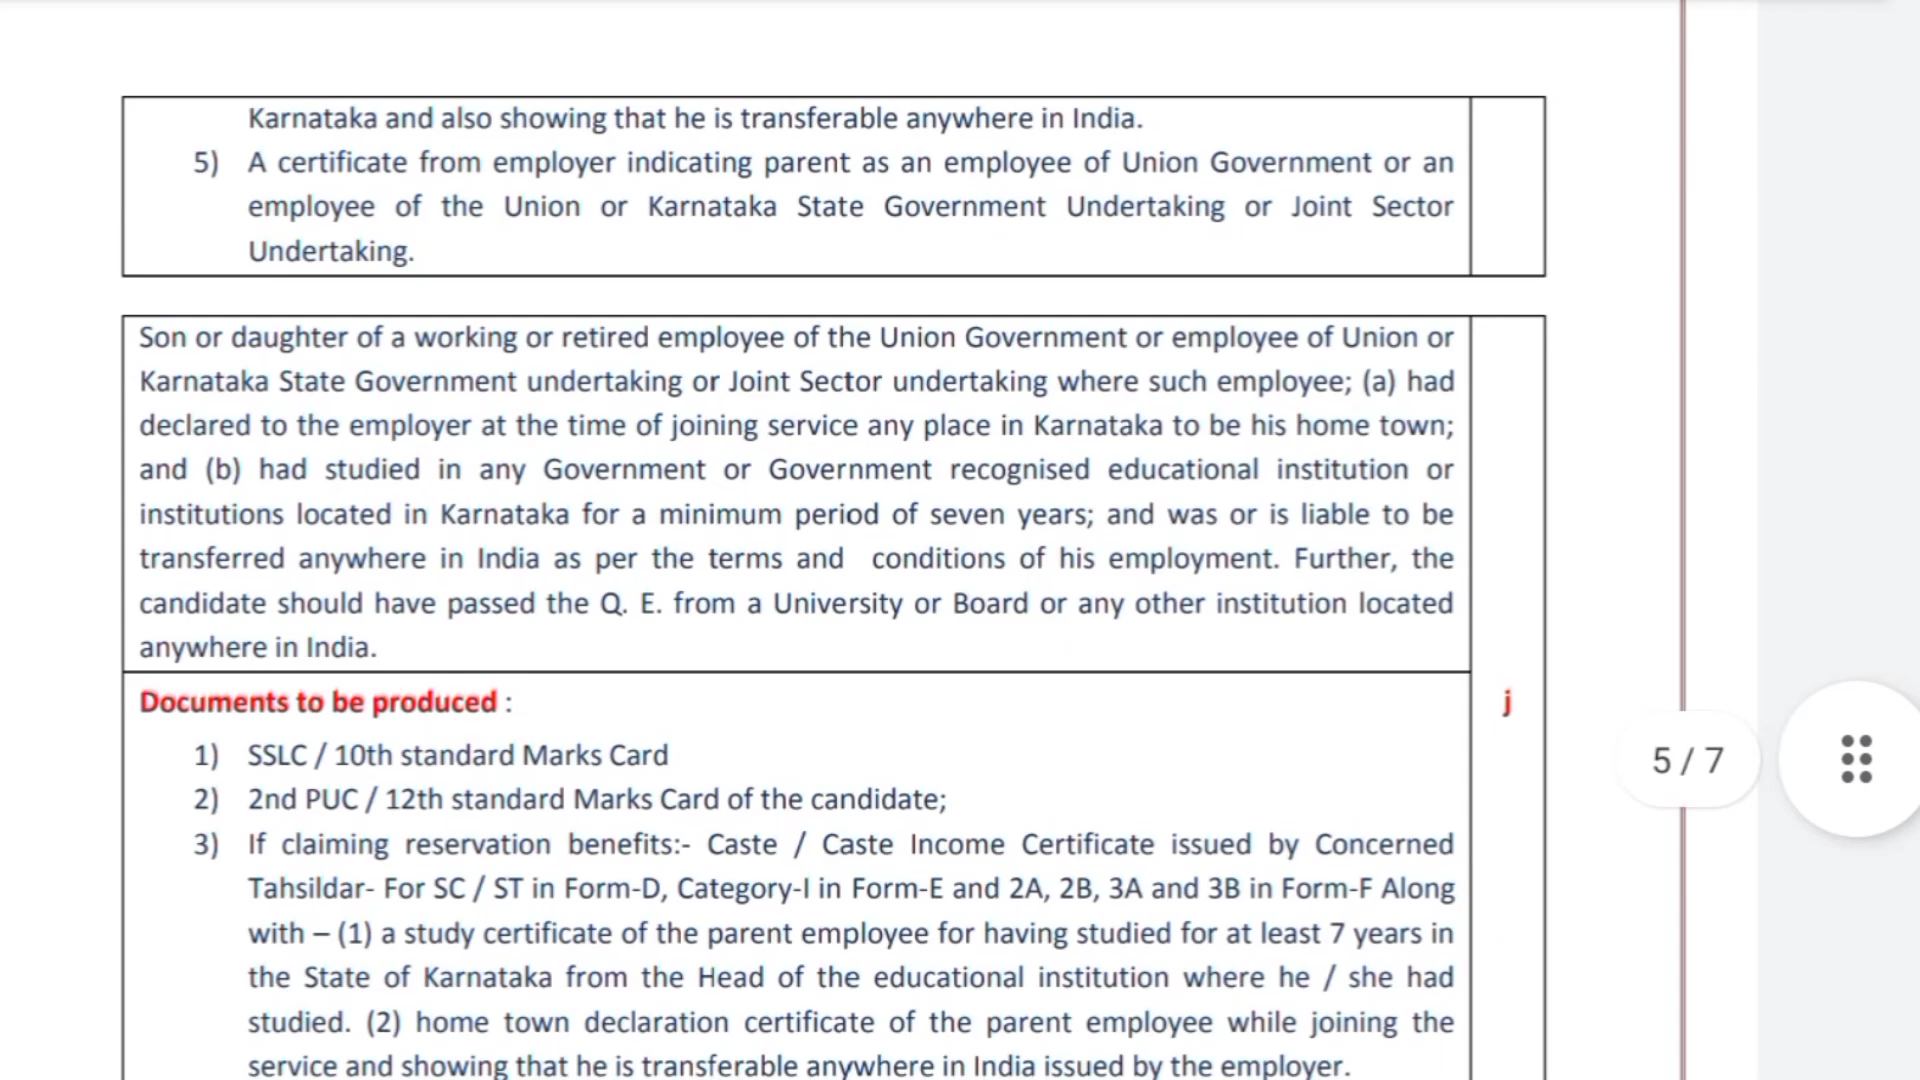 Karnataka and also showing that he is transferable anywhere in India.
5) A certificate from employer indicating parent as an employee of Union Government or an
employee of the Union or Karnataka State Government Undertaking or Joint Sector
Undertaking.
Son or daughter of a working or retired employee of the Union Government or employee of Union or
Karnataka State Government undertaking or Joint Sector undertaking where such employee; (a) had
declared to the employer at the time of joining service any place in Karnataka to be his home town;
and (b) had studied in any Government or Government recognised educational institution or
institutions located in Karnataka for a minimum period of seven years; and was or is liable to be
transferred anywhere in India as per the terms and conditions of his employment. Further, the
candidate should have passed the Q. E. from a University or Board or any other institution located
anywhere in India.
Documents to be produced :
j
1) SSLC / 10th standard Marks Card
5 / 7
2) 2nd PUC / 12th standard Marks Card of the candidate;
3) If claiming reservation benefits:- Caste / Caste Income Certificate issued by Concerned
Tahsildar- For SC / ST in Form-D, Category-I in Form-E and 2A, 2B, 3A and 3B in Form-F Along
with – (1) a study certificate of the parent employee for having studied for at least 7 years in
the State of Karnataka from the Head of the educational institution where he / she had
studied. (2) home town declaration certificate of the parent employee while joining the
service and showing that he is transferable anywhere in India issued by the employer.